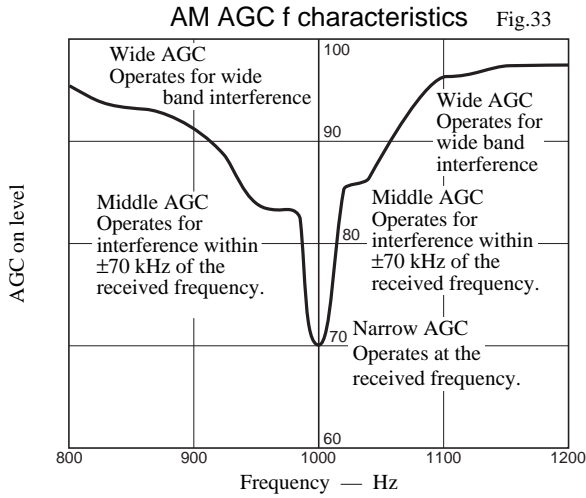 AM AGC f characteristics
Fig.33
AGC on level
100
90
80
70
60
Wide AGC
Operates for wide
band interference
Wide AGC
Operates for
wide band
interference
Middle AGC
Operates for
interference within
±70 kHz of the
received frequency.
Middle AGC
Operates for
interference within
±70 kHz of the
received frequency.
Narrow AGC
Operates at the
received frequency.
800
900
1000
1100
1200
Frequency — Hz